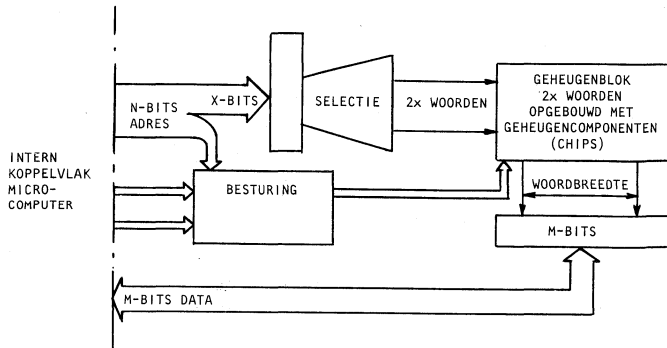 INTERN
KOPPELVLAK
MICRO-
COMPUTER
N-BITS
ADRES
X-BITS
SELECTIE
2x WOORDEN
GEHEUGENBLOK
2x WOORDEN
OPGEBOUWD MET
GEHEUGENCOMPONENTEN
(CHIPS)
BESTURING
WOORDBREEDTE
M-BITS
M-BITS DATA